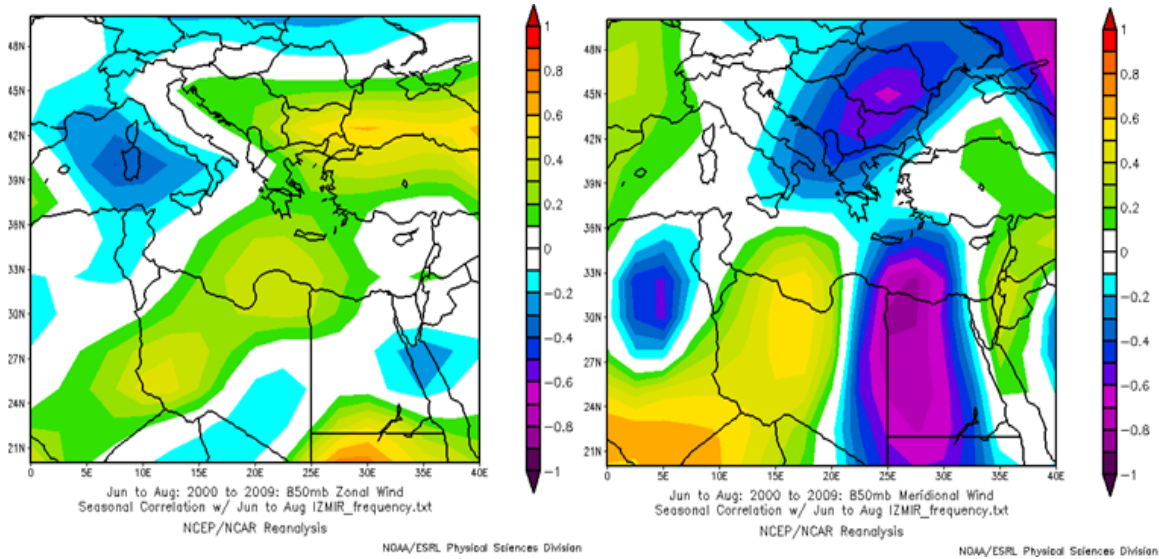 48N
45N
42N
39N
36N
33N
30N
27N
24N
21N
0
5E
10E
15E
20E
25E
30E
35E
40E
1
0.8
0.6
0.4
0.2
0
−0.2
−0.4
−0.6
−0.8
−1
Jun to Aug: 2000 to 2009: 850mb Zonal Wind
Seasonal Correlation w/ Jun to Aug IZMIR_frequency.txt
NCEP/NCAR Reanalysis
NOAA/ESRL Physical Sciences Division
48N
45N
42N
39N
36N
33N
30N
27N
24N
21N
0
5E
10E
15E
20E
25E
30E
35E
40E
1
0.8
0.6
0.4
0.2
0
−0.2
−0.4
−0.6
−0.8
−1
Jun to Aug: 2000 to 2009: 850mb Meridional Wind
Seasonal Correlation w/ Jun to Aug IZMIR_frequency.txt
NCEP/NCAR Reanalysis
NOAA/ESRL Physical Sciences Division